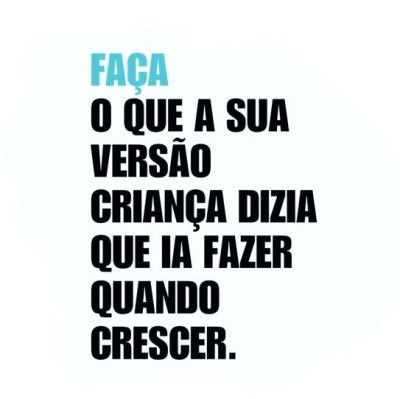 FAÇA
O QUE A SUA
VERSÃO
CRIANÇA DIZIA
QUE IA FAZER
QUANDO
CRESCER.